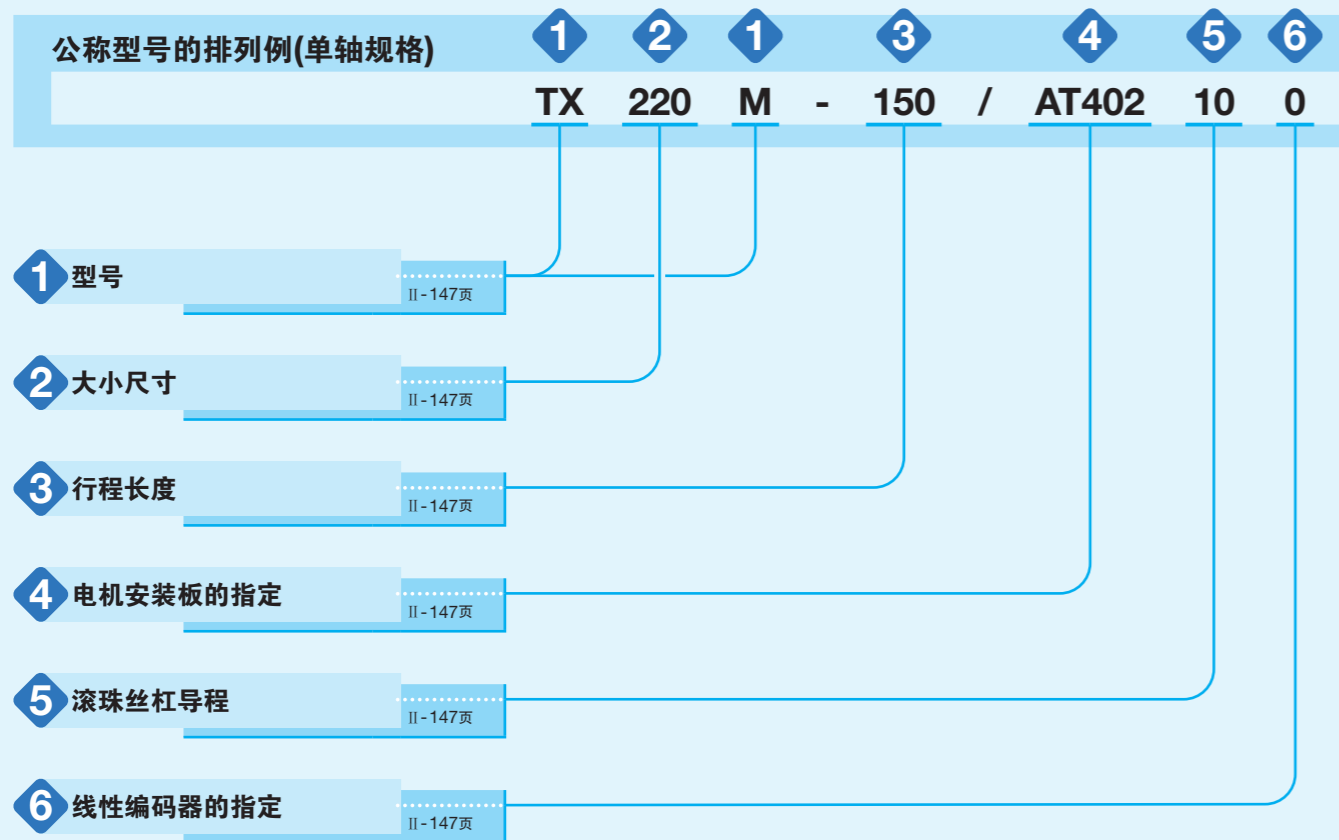 1 2 1 3 4 5 6
公称型号的排列例(单轴规格)
TX 220 M - 150 / AT402 10 0
1 型号
II-147页
2 大小尺寸
II-147页
3 行程长度
II-147页
4 电机安装板的指定
II-147页
5 滚珠丝杠导程
II-147页
6 线性编码器的指定
II-147页